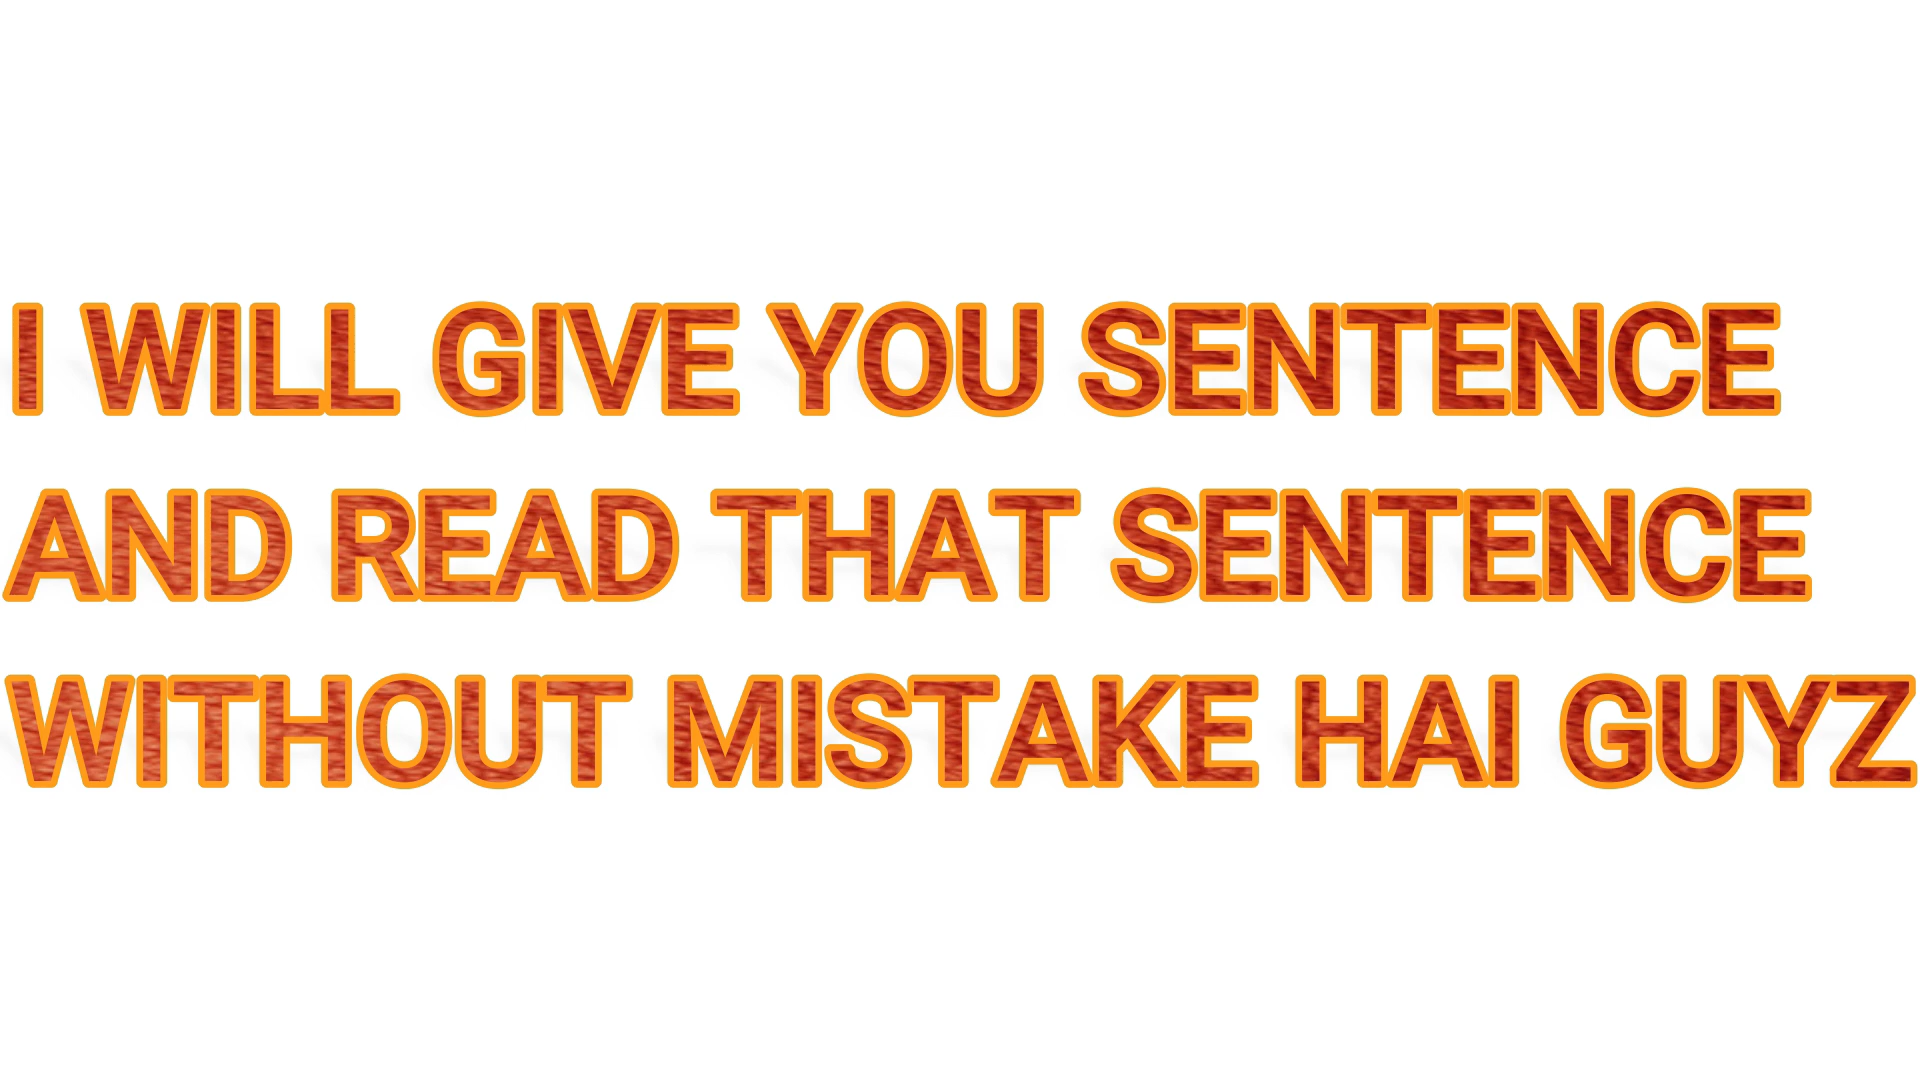 I WILL GIVE YOU SENTENCE
AND READ THAT SENTENCE
WITHOUT MISTAKE HAI GUYZ